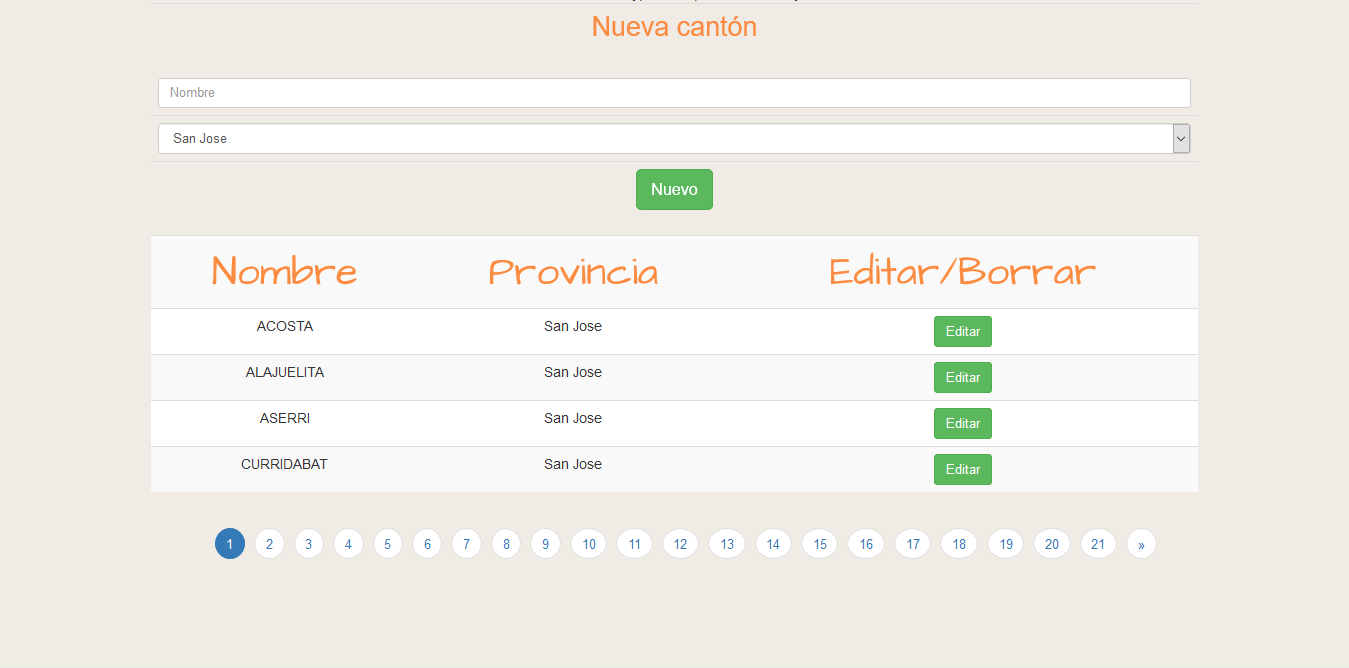 Nueva cantón
Nombre
San Jose
Nuevo
Nombre Provincia Editar/Borrar
ACOSTA San Jose Editar
ALAJUELITA San Jose Editar
ASERRI San Jose Editar
CURRIDABAT San Jose Editar
1 2 3 4 5 6 7 8 9 10 11 12 13 14 15 16 17 18 19 20 21 »